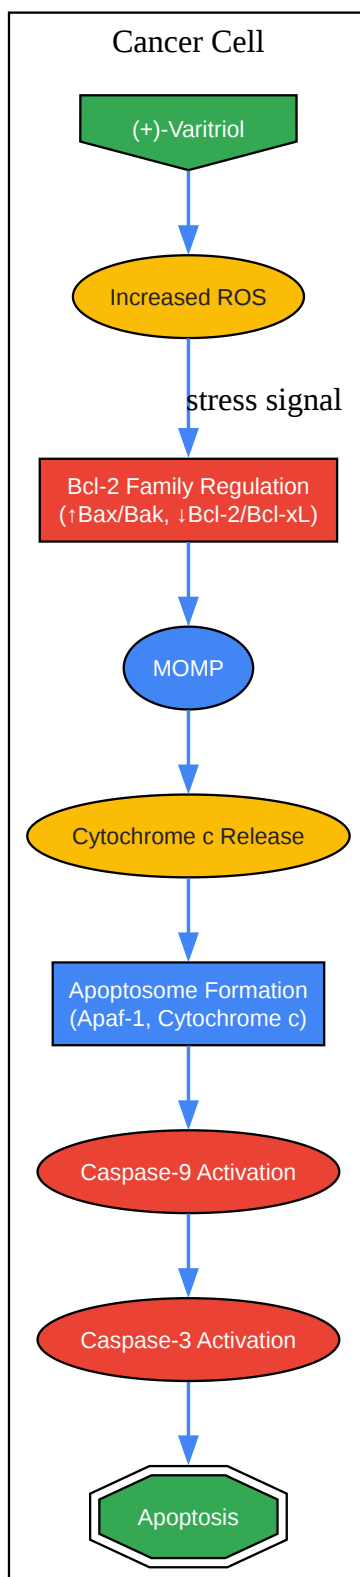 Cancer Cell
(+)-Varitriol
Increased ROS
stress signal
Bcl-2 Family Regulation
(↑Bax/Bak, ↓Bcl-2/Bcl-xL)
MOMP
Cytochrome c Release
Apoptosome Formation
(Apaf-1, Cytochrome c)
Caspase-9 Activation
Caspase-3 Activation
Apoptosis